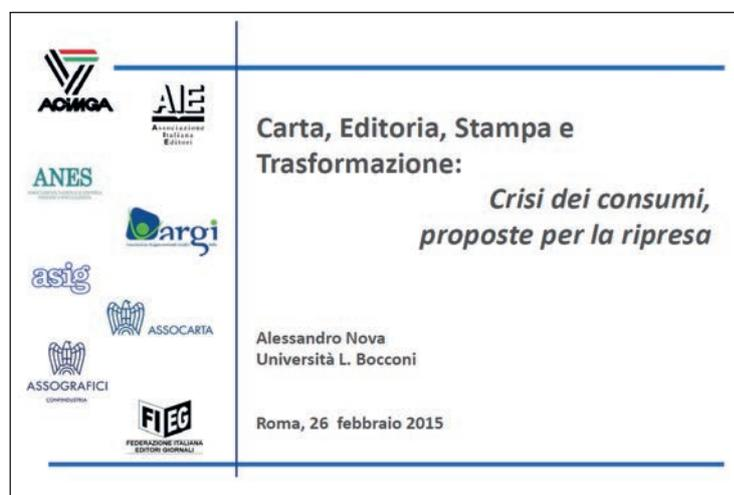 ACIMGA
AIE
Associazione
Italiana
Editori
ANES
argi
asig
ASSOCARTA
ASSOGRAFICI
CONFINDUSTRIA
FIEG
FEDERAZIONE ITALIANA
EDITORI GIORNALI
Carta, Editoria, Stampa e
Trasformazione:
Crisi dei consumi,
proposte per la ripresa
Alessandro Nova
Università L. Bocconi
Roma, 26 febbraio 2015